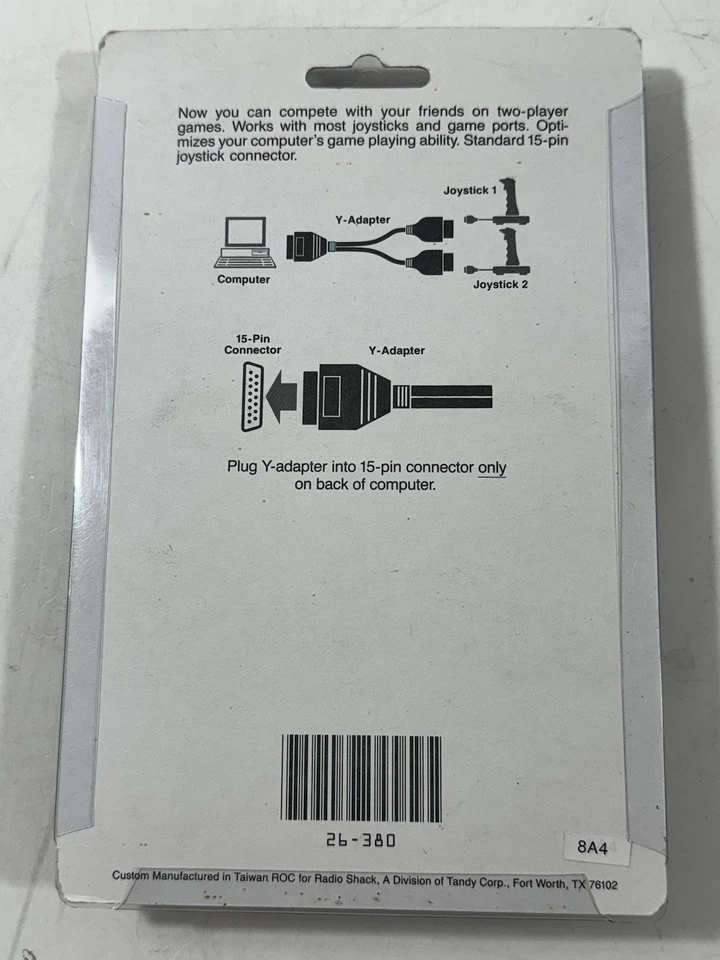 Now you can compete with your friends on two-player
games. Works with most joysticks and game ports. Opti-
mizes your computer's game playing ability. Standard 15-pin
joystick connector.
Joystick 1
Y-Adapter
Computer
Joystick 2
15-Pin
Connector
Y-Adapter
Plug Y-adapter into 15-pin connector only
on back of computer.
26-380
8A4
Custom Manufactured in Taiwan ROC for Radio Shack, A Division of Tandy Corp., Fort Worth, TX 76102